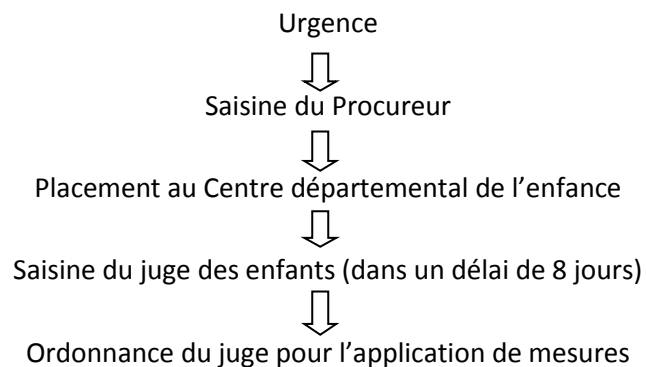 Urgence
Saisine du Procureur
Placement au Centre départemental de l’enfance
Saisine du juge des enfants (dans un délai de 8 jours)
Ordonnance du juge pour l’application de mesures